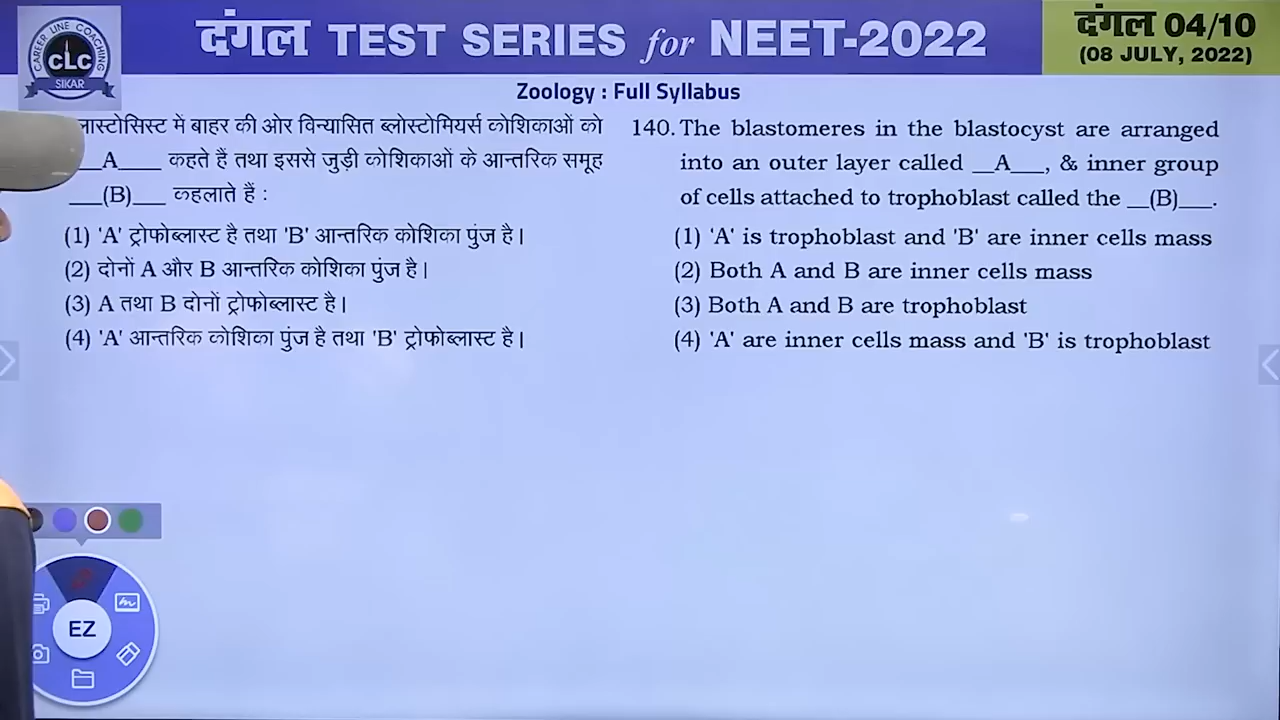 दंगल TEST SERIES for NEET-2022
दंगल 04/10
(08 JULY, 2022)
CAREER LINE COACHING
CLC
SIKAR
Zoology : Full Syllabus
में बाहर की ओर विन्यासित ब्लोस्टोमियर्स कोशिकाओं को
__A____ कहते हैं तथा इससे जुड़ी कोशिकाओं के आन्तरिक समूह
___(B)___ कहलाते हैं :
(1) 'A' ट्रोफोब्लास्ट है तथा 'B' आन्तरिक कोशिका पुंज है।
(2) दोनों A और B आन्तरिक कोशिका पुंज है।
(3) A तथा B दोनों ट्रोफोब्लास्ट है।
(4) 'A' आन्तरिक कोशिका पुंज है तथा 'B' ट्रोफोब्लास्ट है।
140. The blastomeres in the blastocyst are arranged
into an outer layer called __A___, & inner group
of cells attached to trophoblast called the __(B)___.
(1) 'A' is trophoblast and 'B' are inner cells mass
(2) Both A and B are inner cells mass
(3) Both A and B are trophoblast
(4) 'A' are inner cells mass and 'B' is trophoblast
EZ